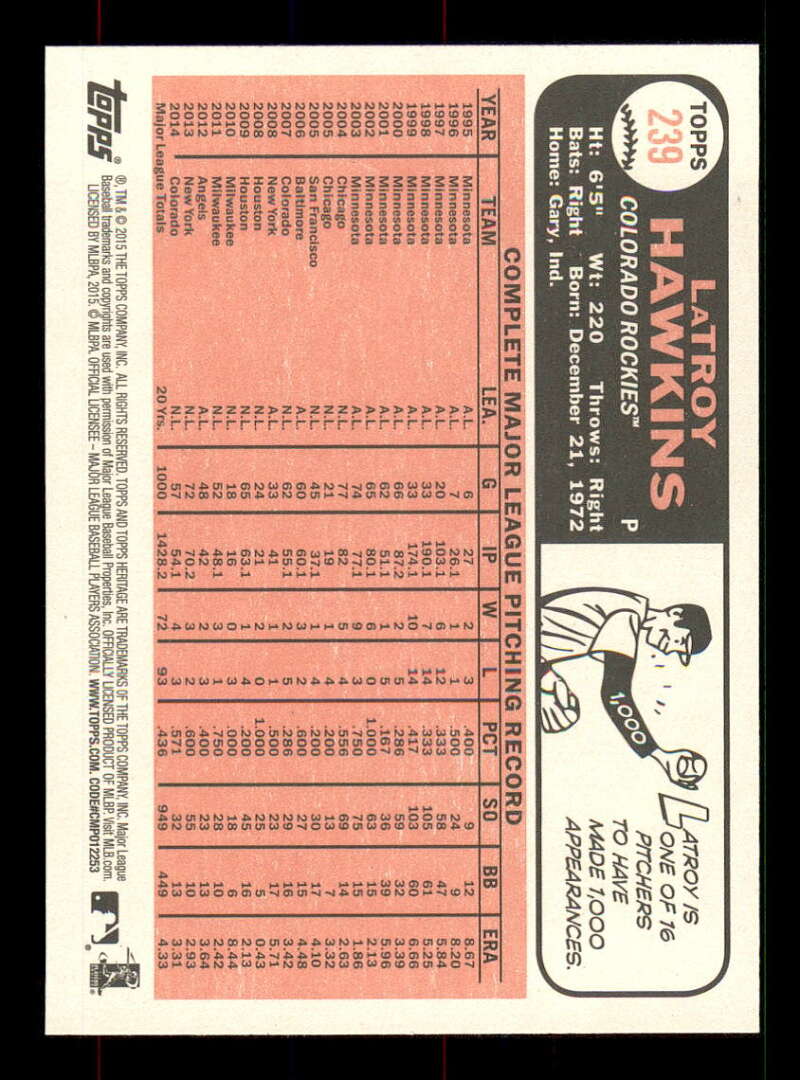 TOPPS
239
LATROY
HAWKINS
COLORADO ROCKIES™ P
Ht: 6'5" Wt: 220 Throws: Right
Bats: Right Born: December 21, 1972
Home: Gary, Ind.
1,000
LATROY IS
ONE OF 16
PITCHERS
TO HAVE
MADE 1,000
APPEARANCES.
COMPLETE MAJOR LEAGUE PITCHING RECORD
YEAR TEAM LEA. G IP W L PCT SO BB ERA
1995 Minnesota A.L. 6 27 2 3 .400 9 12 8.67
1996 Minnesota A.L. 7 26.1 1 1 .500 24 9 8.20
1997 Minnesota A.L. 20 103.1 6 12 .333 58 47 5.84
1998 Minnesota A.L. 33 190.1 7 14 .333 105 61 5.25
1999 Minnesota A.L. 33 174.1 10 14 .417 103 60 6.66
2000 Minnesota A.L. 66 87.2 2 5 .286 59 32 3.39
2001 Minnesota A.L. 62 51.1 1 5 .167 36 39 5.96
2002 Minnesota A.L. 65 80.1 6 0 1.000 63 15 2.13
2003 Minnesota A.L. 74 77.1 9 3 .750 75 15 1.86
2004 Chicago N.L. 77 82 5 4 .556 69 14 2.63
2005 Chicago N.L. 21 19 1 4 .200 13 7 3.32
2005 San Francisco N.L. 45 37.1 1 4 .200 30 17 4.10
2006 Baltimore A.L. 60 60.1 3 2 .600 27 15 4.48
2007 Colorado N.L. 62 55.1 2 5 .286 29 16 3.42
2008 New York A.L. 33 41 1 1 .500 23 17 5.71
2008 Houston N.L. 24 21 2 0 1.000 25 5 0.43
2009 Houston N.L. 65 63.1 1 4 .200 45 16 2.13
2010 Milwaukee N.L. 18 16 0 3 .000 18 6 8.44
2011 Milwaukee N.L. 52 48.1 3 1 .750 28 10 2.42
2012 Angels A.L. 48 42 2 3 .400 23 13 3.64
2013 New York N.L. 72 70.2 3 2 .600 55 10 2.93
2014 Colorado N.L. 57 54.1 4 3 .571 32 13 3.31
Major League Totals 20 Yrs. 1000 1428.2 72 93 .436 949 449 4.33
topps®
®, TM & © 2015 THE TOPPS COMPANY, INC. ALL RIGHTS RESERVED. TOPPS AND TOPPS HERITAGE ARE TRADEMARKS OF THE TOPPS COMPANY, INC. Major League
Baseball trademarks and copyrights are used with permission of Major League Baseball Properties, Inc. OFFICIALLY LICENSED PRODUCT OF MLBP. Visit MLB.com.
LICENSED BY MLBPA, 2015. © MLBPA. OFFICIAL LICENSEE – MAJOR LEAGUE BASEBALL PLAYERS ASSOCIATION. WWW.TOPPS.COM. CODE#CMP012253